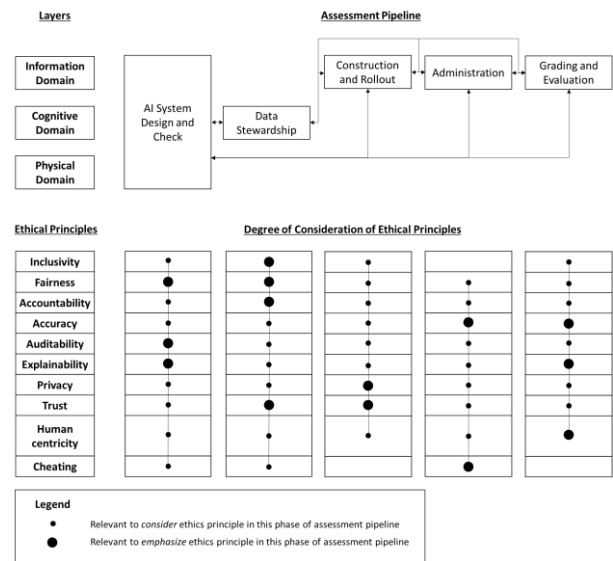 Layers
Assessment Pipeline
Information
Domain
Cognitive
Domain
Physical
Domain
AI System
Design and
Check
Data
Stewardship
Construction
and Rollout
Administration
Grading and
Evaluation
Ethical Principles
Degree of Consideration of Ethical Principles
Inclusivity
Fairness
Accountability
Accuracy
Auditability
Explainability
Privacy
Trust
Human
centricity
Cheating
Legend
Relevant to consider ethics principle in this phase of assessment pipeline
Relevant to emphasize ethics principle in this phase of assessment pipeline